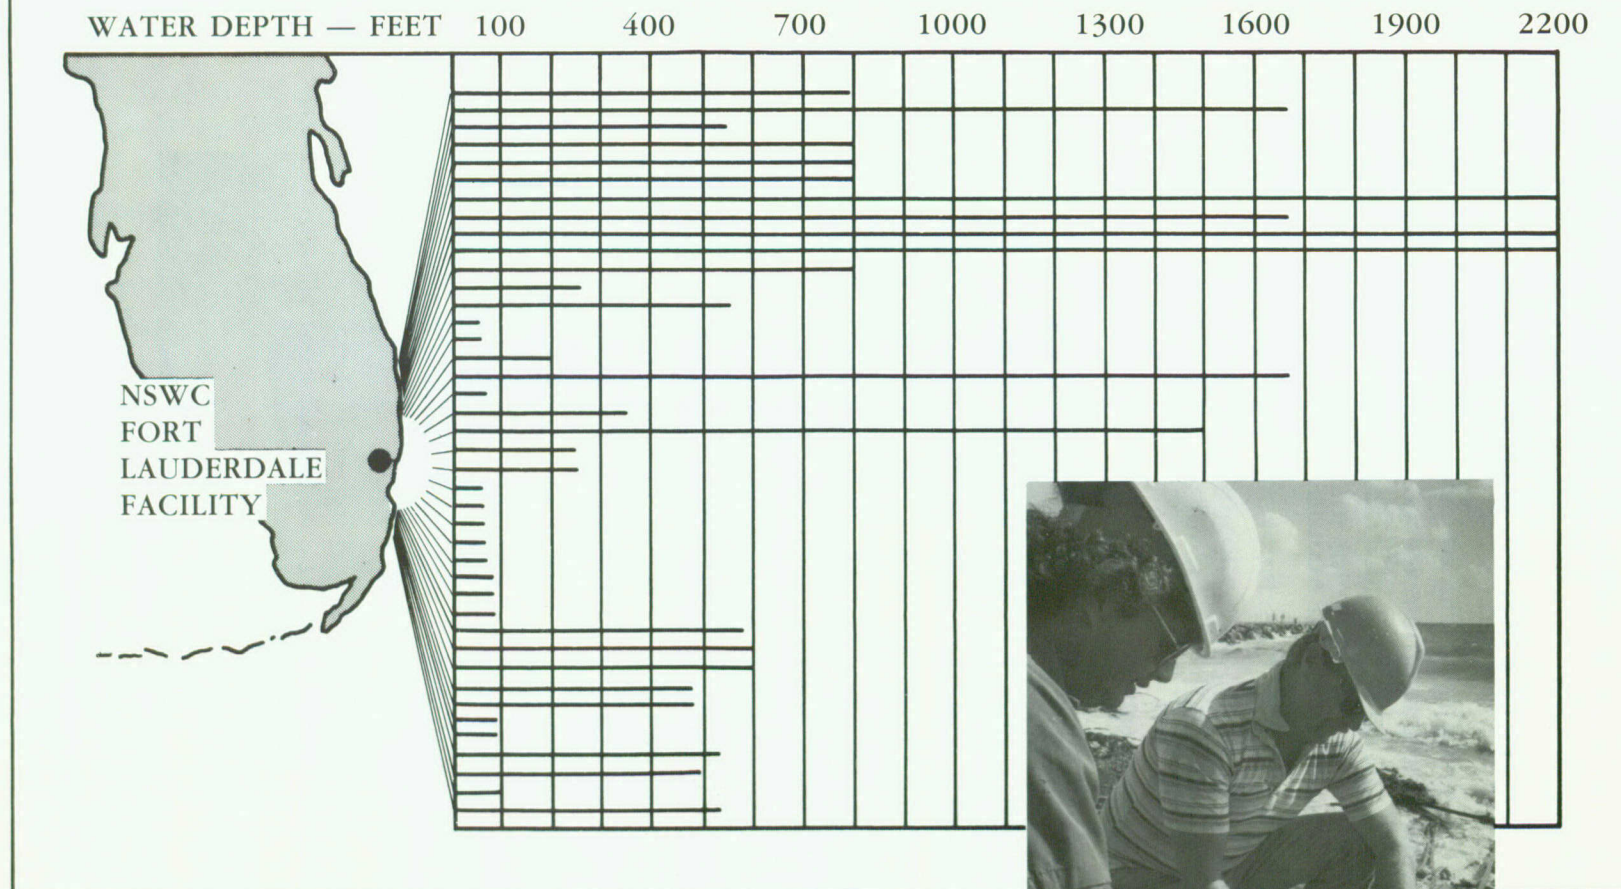 WATER DEPTH — FEET 100 400 700 1000 1300 1600 1900 2200
NSWC
FORT
LAUDERDALE
FACILITY